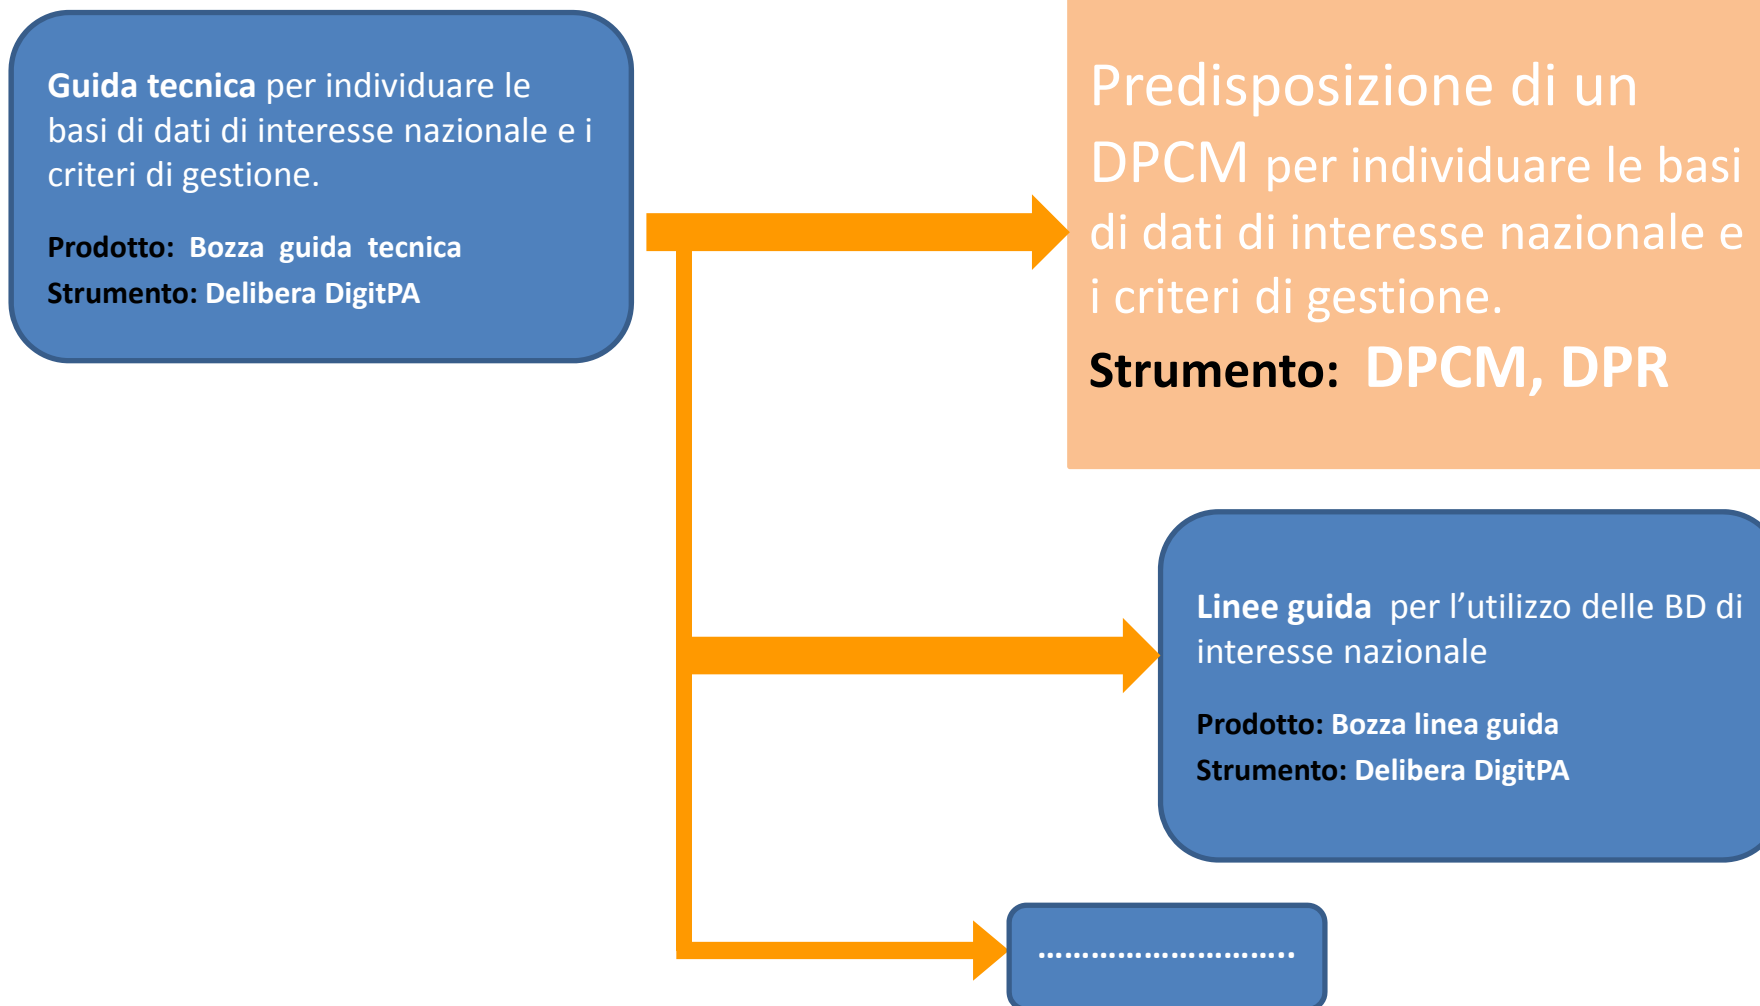 Guida tecnica per individuare le
basi di dati di interesse nazionale e i
criteri di gestione.
Prodotto: Bozza guida tecnica
Strumento: Delibera DigitPA
Predisposizione di un
DPCM per individuare le basi
di dati di interesse nazionale e
i criteri di gestione.
Strumento: DPCM, DPR
Linee guida per l’utilizzo delle BD di
interesse nazionale
Prodotto: Bozza linea guida
Strumento: Delibera DigitPA
…………………………..